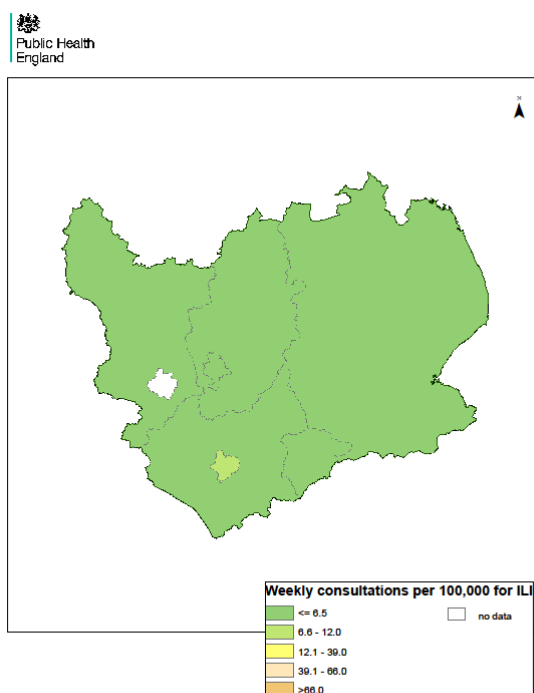 Public Health
England
N
Weekly consultations per 100,000 for ILI
<= 6.5
no data
6.6 - 12.0
12.1 - 39.0
39.1 - 66.0
>66.0